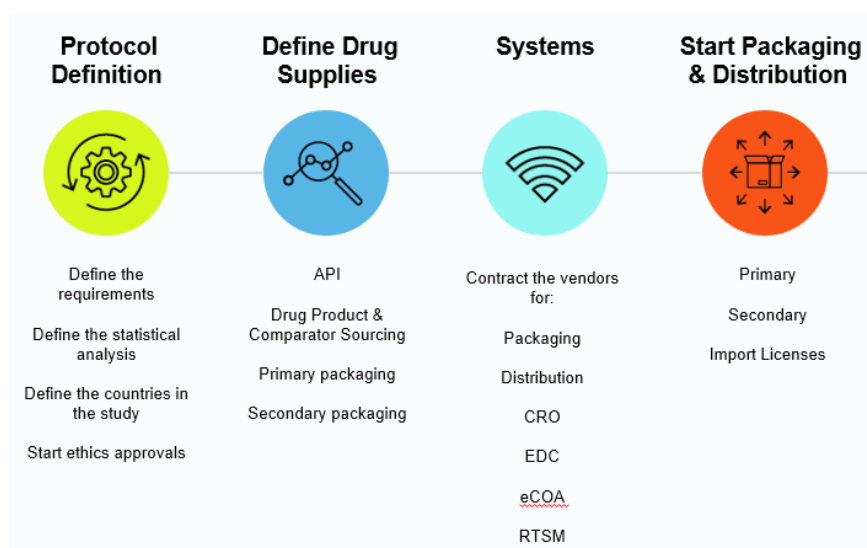 Protocol
Definition
Define the
requirements
Define the statistical
analysis
Define the countries in
the study
Start ethics approvals
Define Drug
Supplies
API
Drug Product &
Comparator Sourcing
Primary packaging
Secondary packaging
Systems
Contract the vendors
for:
Packaging
Distribution
CRO
EDC
eCOA
RTSM
Start Packaging
& Distribution
Primary
Secondary
Import Licenses